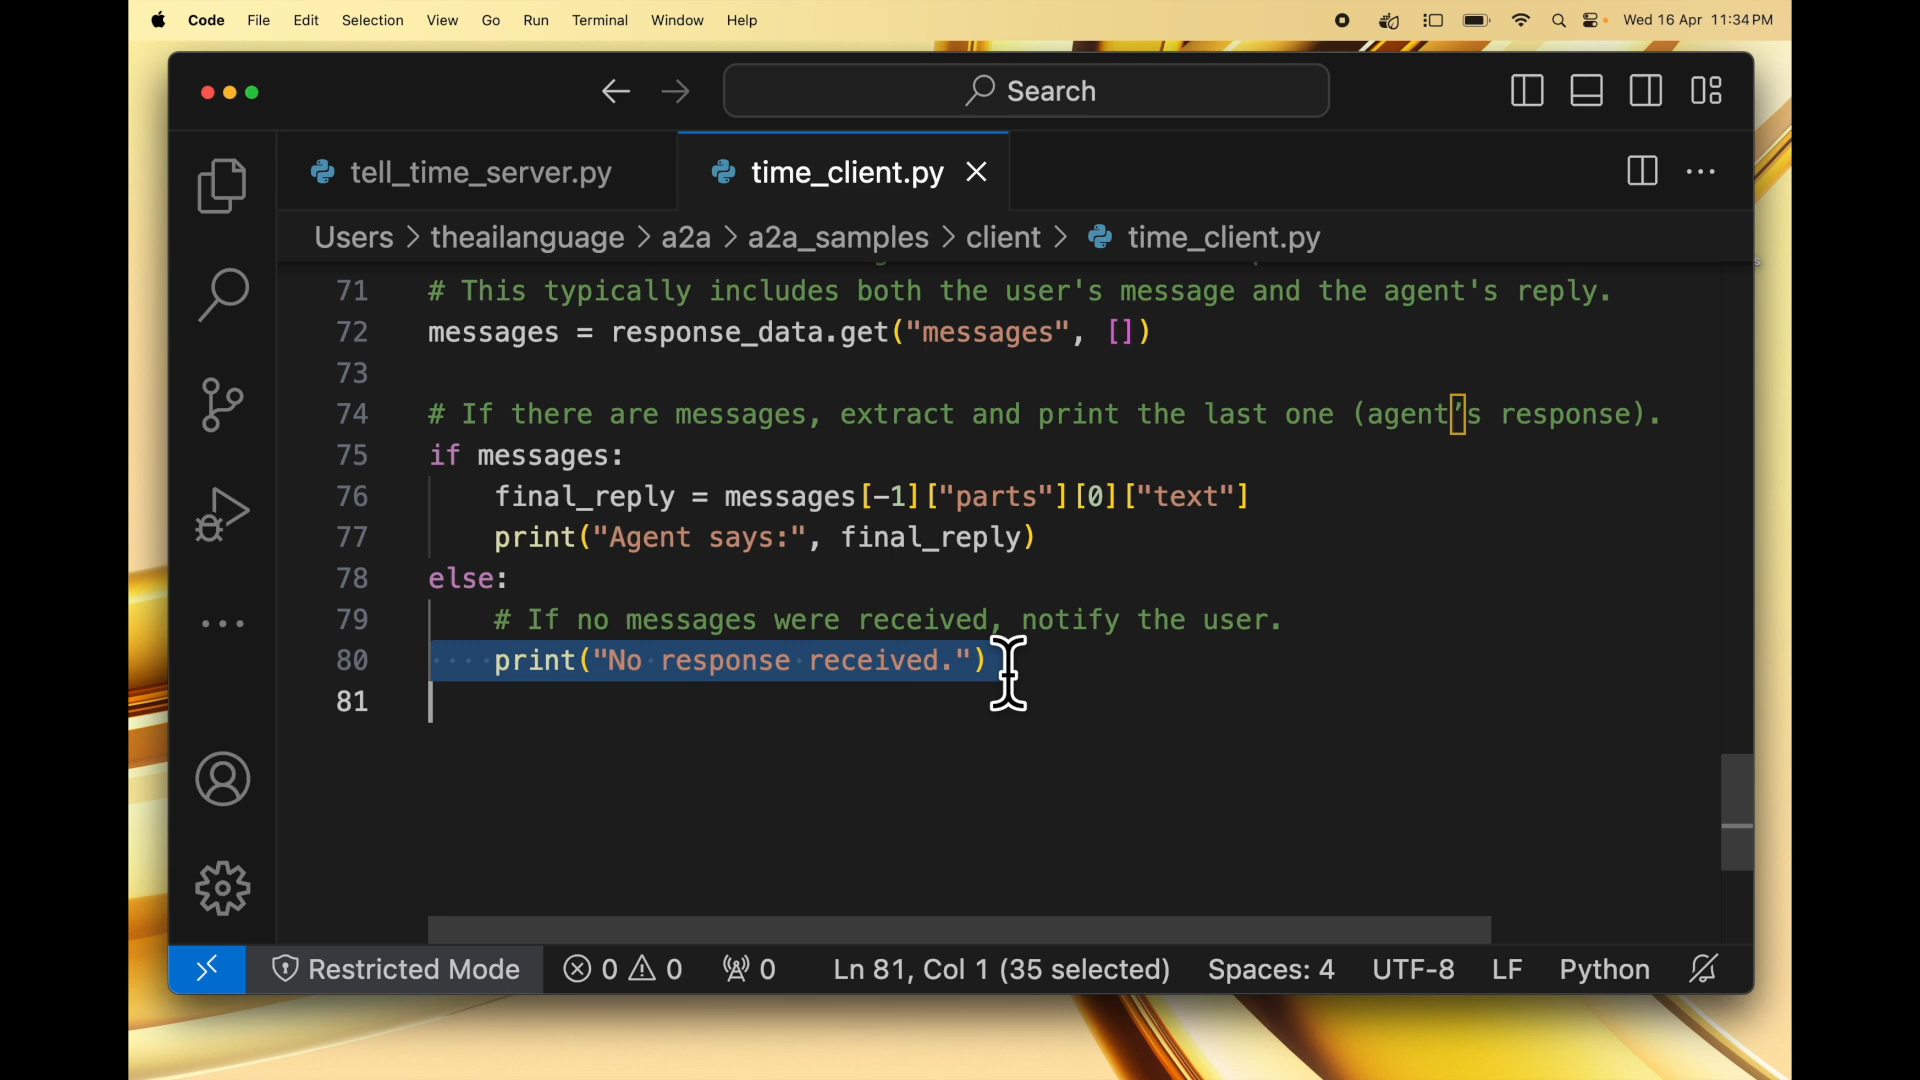 Code File Edit Selection View Go Run Terminal Window Help Wed 16 Apr 11:34 PM
Search
tell_time_server.py time_client.py
Users > theailanguage > a2a > a2a_samples > client > time_client.py
71 # This typically includes both the user's message and the agent's reply.
72 messages = response_data.get("messages", [])
73
74 # If there are messages, extract and print the last one (agent’s response).
75 if messages:
76 final_reply = messages[-1]["parts"][0]["text"]
77 print("Agent says:", final_reply)
78 else:
79 # If no messages were received, notify the user.
80 ····print("No·response·received.")
81
Restricted Mode 0 0 0 Ln 81, Col 1 (35 selected) Spaces: 4 UTF-8 LF Python